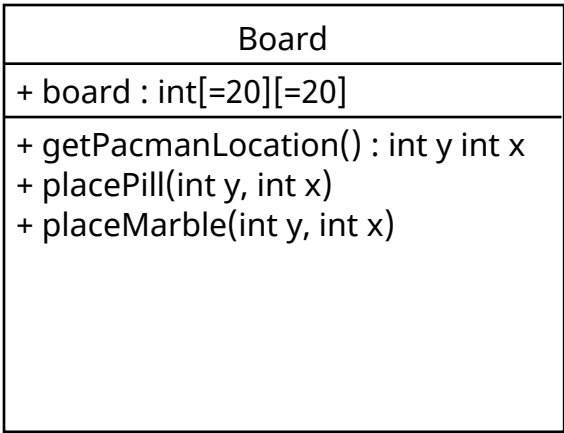 Board
+ board : int[=20][=20]
+ getPacmanLocation() : int y int x
+ placePill(int y, int x)
+ placeMarble(int y, int x)